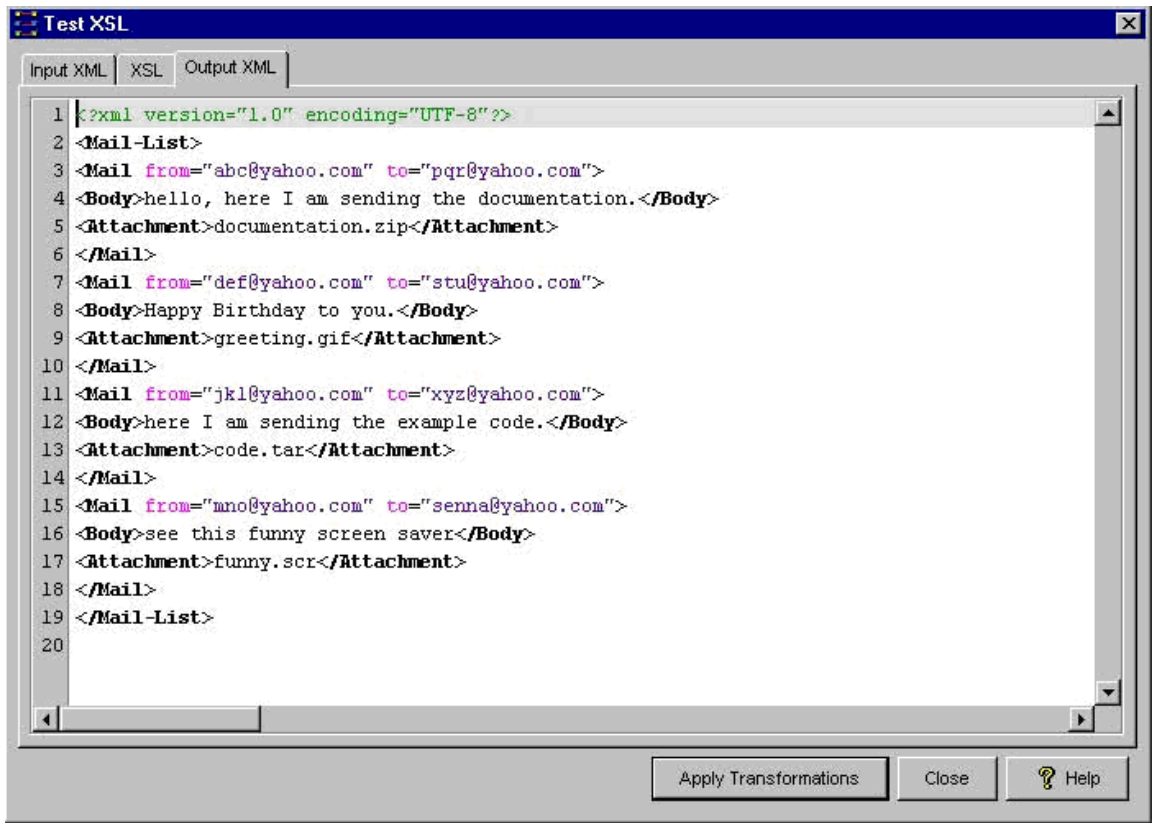 Test XSL
Input XML XSL Output XML
1 <?xml version="1.0" encoding="UTF-8"?>
2 <Mail-List>
3 <Mail from="abc@yahoo.com" to="pqr@yahoo.com">
4 <Body>hello, here I am sending the documentation.</Body>
5 <Attachment>documentation.zip</Attachment>
6 </Mail>
7 <Mail from="def@yahoo.com" to="stu@yahoo.com">
8 <Body>Happy Birthday to you.</Body>
9 <Attachment>greeting.gif</Attachment>
10 </Mail>
11 <Mail from="jkl@yahoo.com" to="xyz@yahoo.com">
12 <Body>here I am sending the example code.</Body>
13 <Attachment>code.tar</Attachment>
14 </Mail>
15 <Mail from="mno@yahoo.com" to="senna@yahoo.com">
16 <Body>see this funny screen saver</Body>
17 <Attachment>funny.scr</Attachment>
18 </Mail>
19 </Mail-List>
20
Apply Transformations Close ? Help